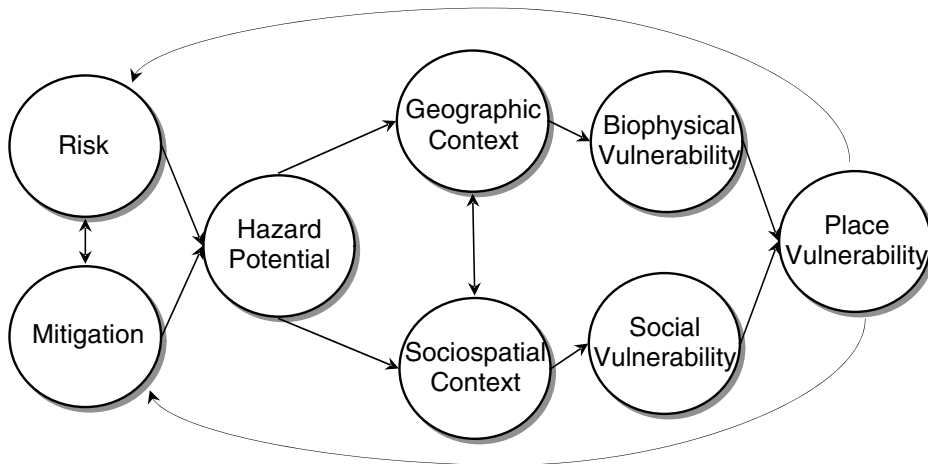 Risk
Mitigation
Hazard
Potential
Geographic
Context
Sociospatial
Context
Biophysical
Vulnerability
Social
Vulnerability
Place
Vulnerability